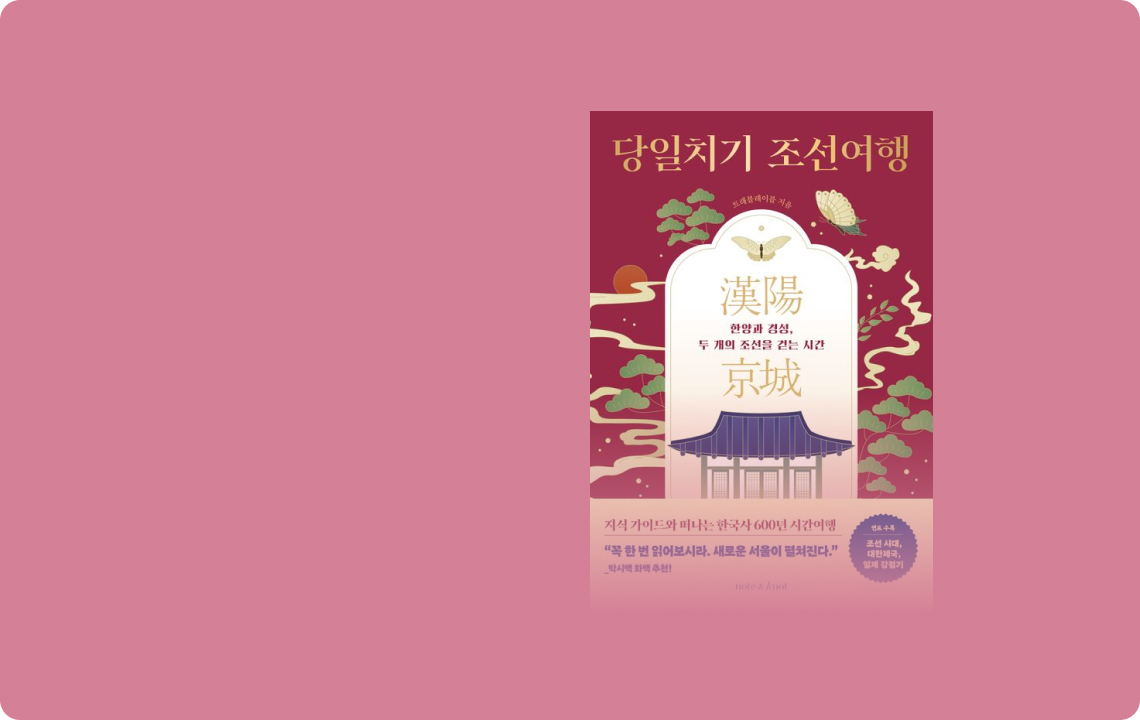 당일치기 조선여행
트래블레이블 지음
漢陽
한양과 경성,
두 개의 조선을 걷는 시간
京城
지식 가이드와 떠나는 한국사 600년 시간여행
“꼭 한 번 읽어보시라. 새로운 서울이 펼쳐진다.”
_박시백 화백 추천!
연표 수록
조선 시대,
대한제국,
일제 강점기
note & knot